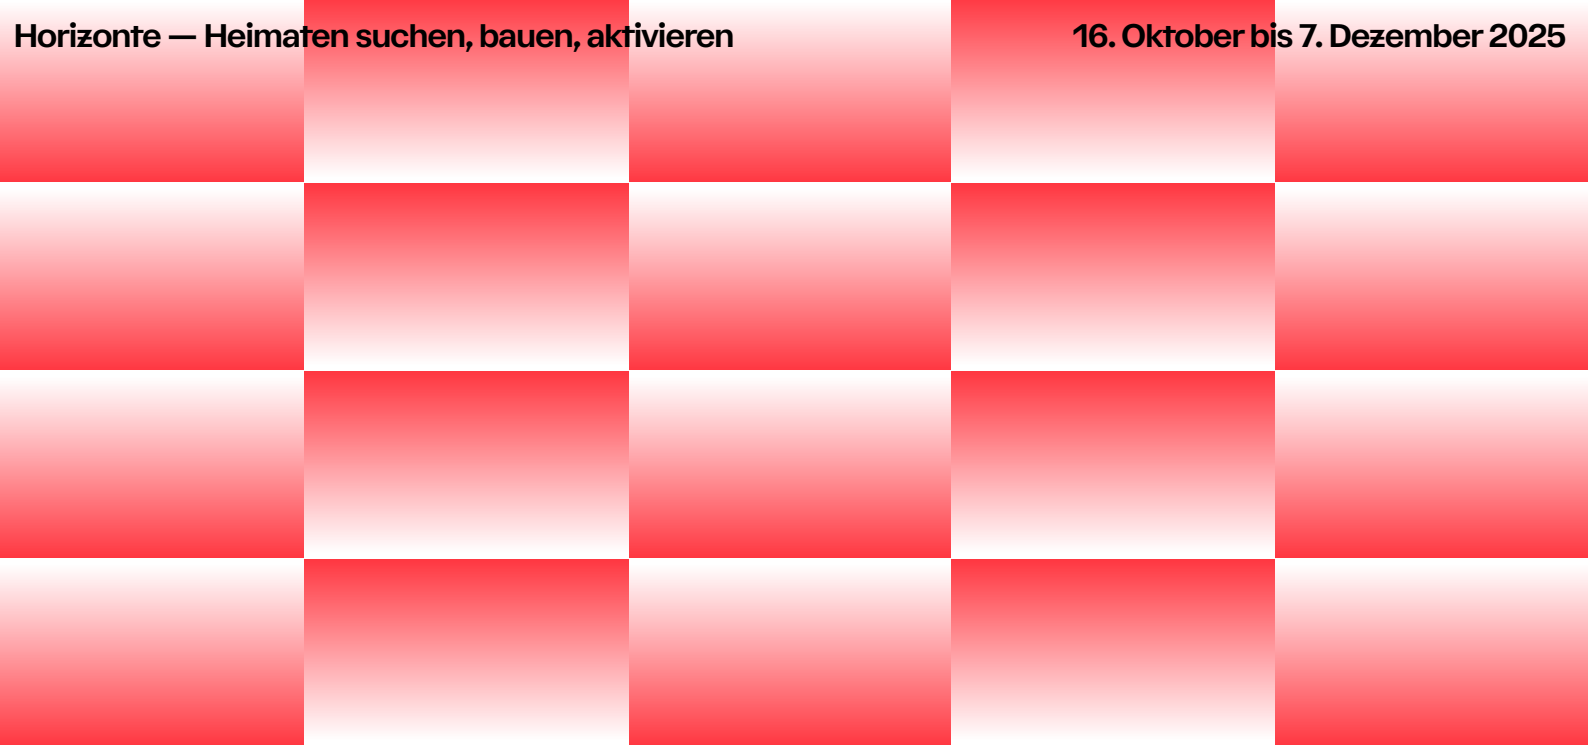 Horizonte — Heimaten suchen, bauen, aktivieren
16. Oktober bis 7. Dezember 2025